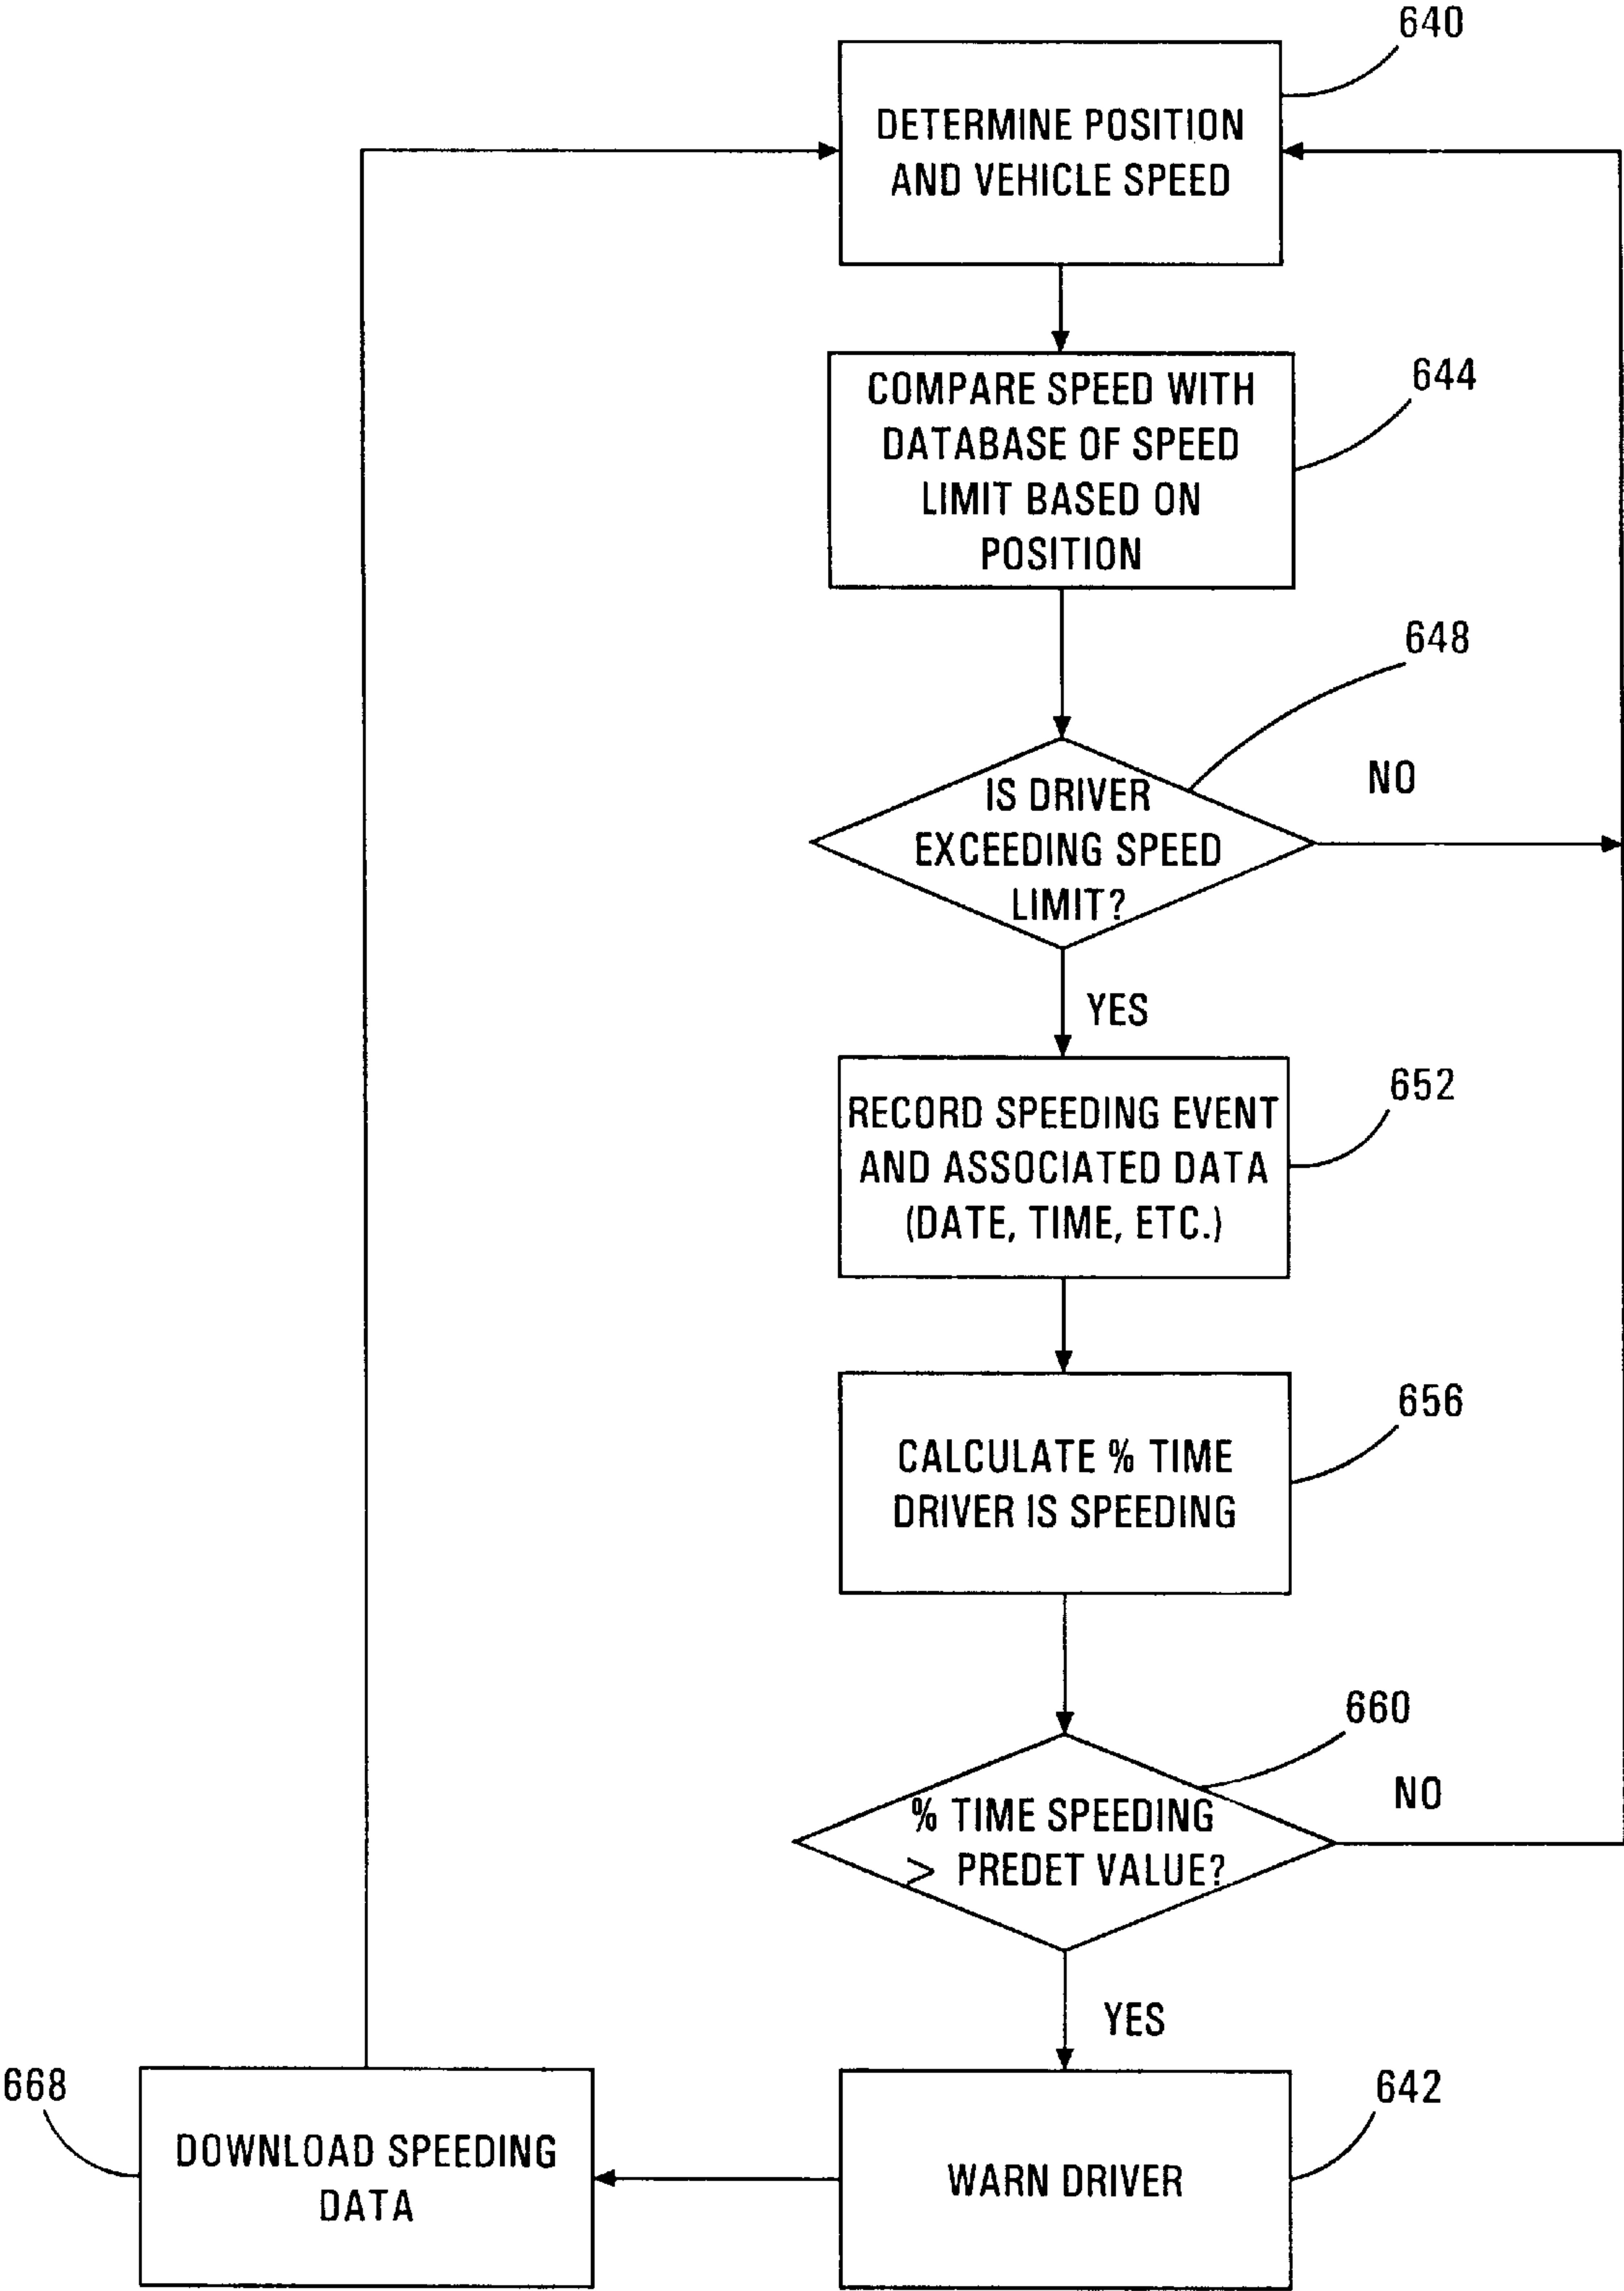 640
DETERMINE POSITION
AND VEHICLE SPEED
644
COMPARE SPEED WITH
DATABASE OF SPEED
LIMIT BASED ON
POSITION
648
NO
IS DRIVER
EXCEEDING SPEED
LIMIT?
YES
652
RECORD SPEEDING EVENT
AND ASSOCIATED DATA
(DATE, TIME, ETC.)
656
CALCULATE % TIME
DRIVER IS SPEEDING
660
NO
% TIME SPEEDING
> PREDET VALUE?
YES
642
WARN DRIVER
668
DOWNLOAD SPEEDING
DATA